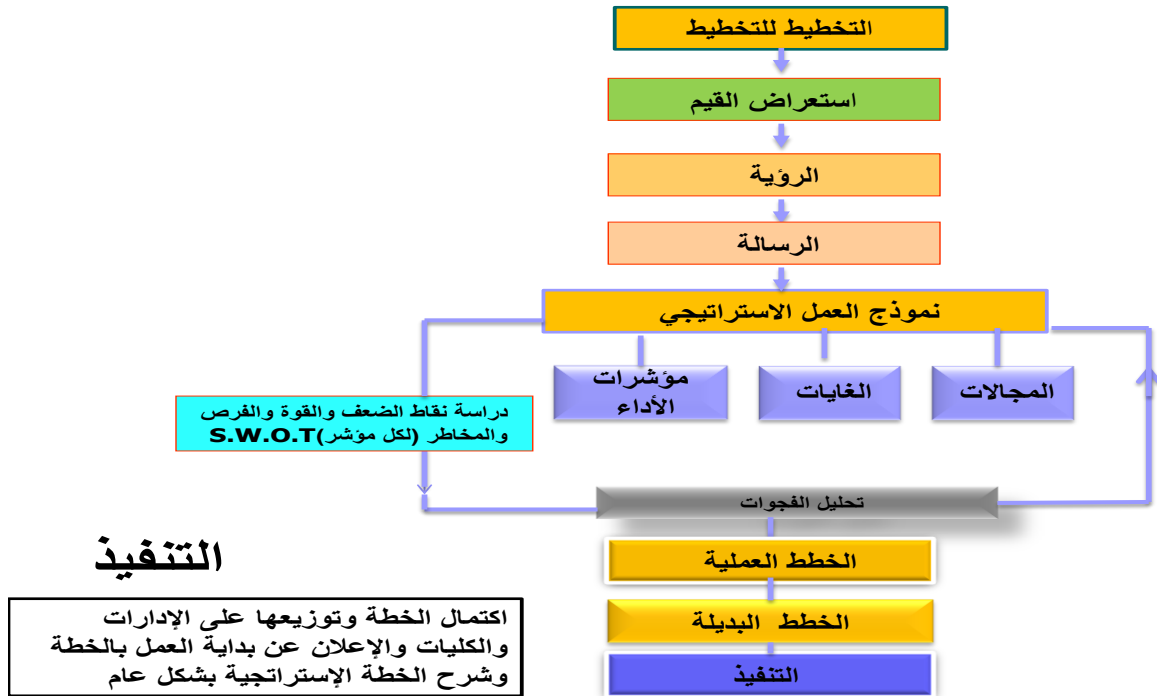 التخطيط للتخطيط
استعراض القيم
الرؤية
الرسالة
نموذج العمل الاستراتيجي
المجالات
الغايات
مؤشرات
الأداء
دراسة نقاط الضعف والقوة والفرص
والمخاطر (لكل مؤشر)S.W.O.T
تحليل الفجوات
الخطط العملية
الخطط البديلة
التنفيذ
التنفيذ
اكتمال الخطة وتوزيعها على الإدارات
والكليات والإعلان عن بداية العمل بالخطة
وشرح الخطة الإستراتجية بشكل عام